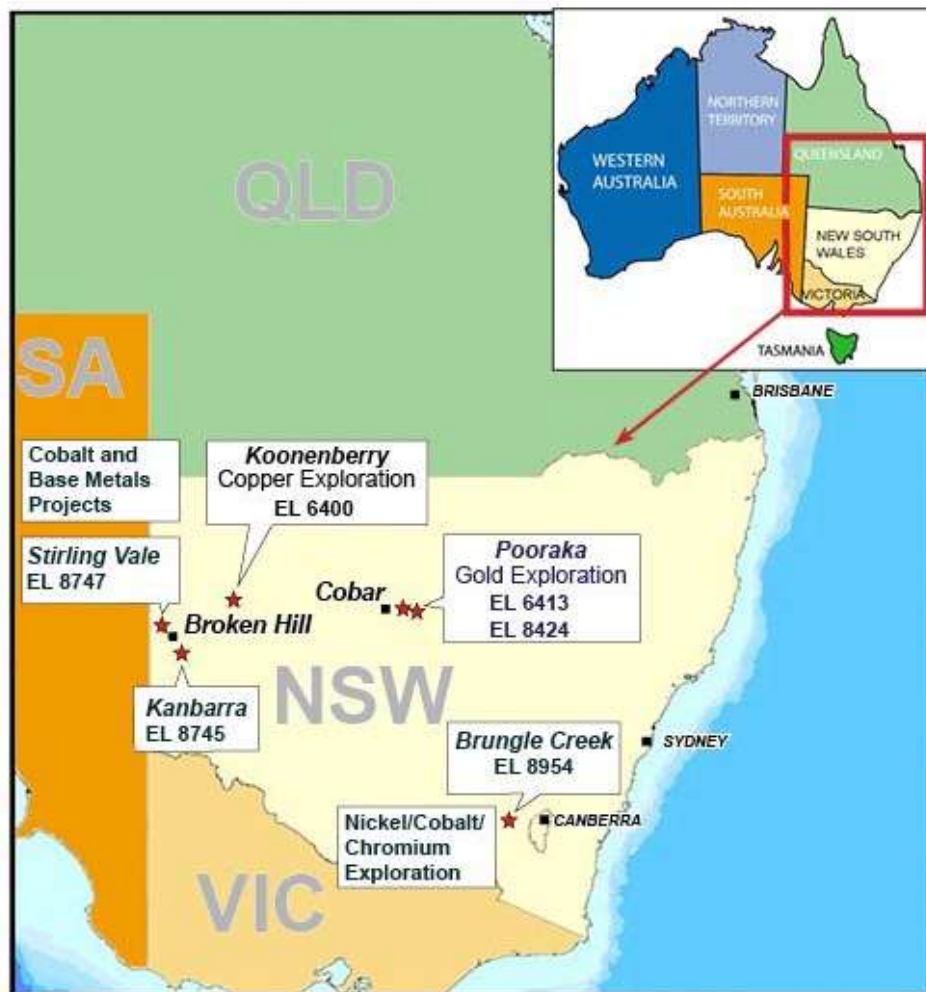 NORTHERN
TERRITORY
WESTERN
AUSTRALIA
QUEENSLAND
SOUTH
AUSTRALIA
NEW SOUTH
WALES
VICTORIA
TASMANIA
QLD
SA
BRISBANE
Cobalt and
Base Metals
Projects
Koonenberry
Copper Exploration
EL 6400
Stirling Vale
EL 8747
Pooraka
Gold Exploration
EL 6413
EL 8424
Cobar
Broken Hill
NSW
Kanbarra
EL 8745
Brungle Creek
EL 8954
SYDNEY
Nickel/Cobalt/
Chromium
Exploration
CANBERRA
VIC